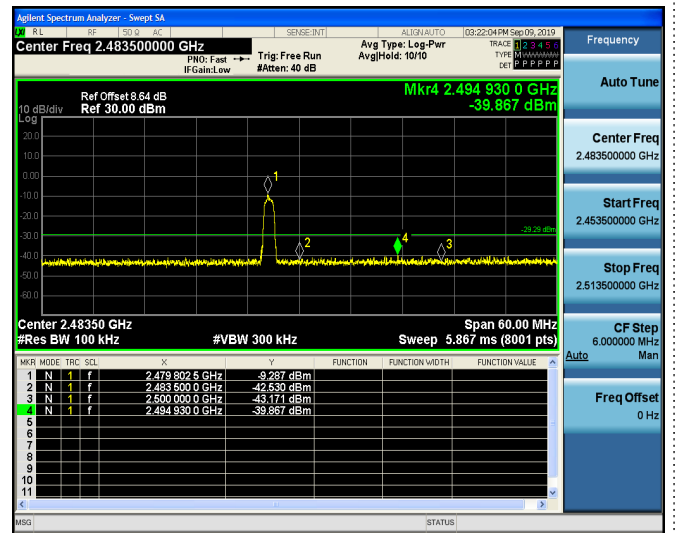 Agilent Spectrum Analyzer - Swept SA
LXI RL RF 50 Ω AC SENSE:INT ALIGNAUTO 03:22:04 PM Sep 09, 2019
Center Freq 2.483500000 GHz
PNO: Fast
IFGain:Low
Trig: Free Run
#Atten: 40 dB
Avg Type: Log-Pwr
Avg|Hold: 10/10
TRACE 1 2 3 4 5 6
TYPE MWWWWW
DET P P P P P P
Ref Offset 8.64 dB
10 dB/div Ref 30.00 dBm
Log
Mkr4 2.494 930 0 GHz
-39.867 dBm
20.0
10.0
0.00
-10.0
-20.0
-30.0
-40.0
-50.0
-60.0
1
2
4
3
-29.29 dBm
Center 2.48350 GHz Span 60.00 MHz
#Res BW 100 kHz #VBW 300 kHz Sweep 5.867 ms (8001 pts)
MKR MODE TRC SCL X Y FUNCTION FUNCTION WIDTH FUNCTION VALUE
1 N 1 f 2.479 802 5 GHz -9.287 dBm
2 N 1 f 2.483 500 0 GHz -42.530 dBm
3 N 1 f 2.500 000 0 GHz -43.171 dBm
4 N 1 f 2.494 930 0 GHz -39.867 dBm
5
6
7
8
9
10
11
MSG STATUS
Frequency
Auto Tune
Center Freq
2.483500000 GHz
Start Freq
2.453500000 GHz
Stop Freq
2.513500000 GHz
CF Step
6.000000 MHz
Auto Man
Freq Offset
0 Hz